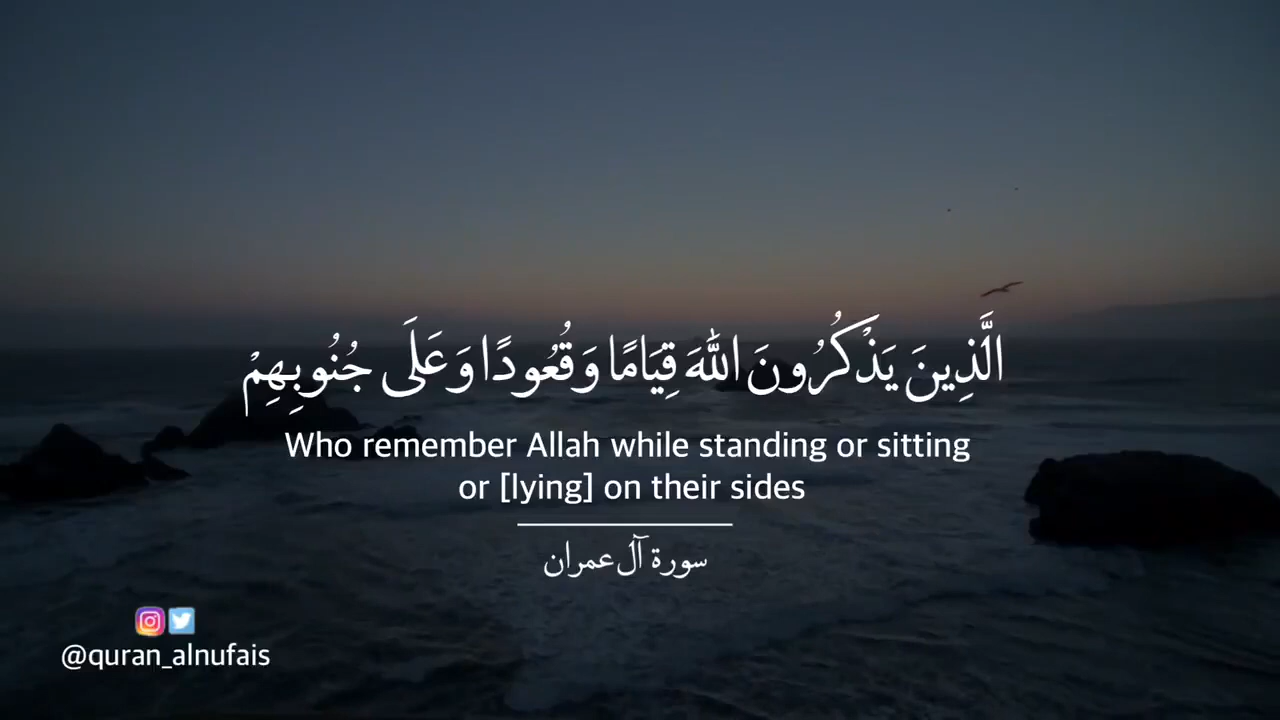 الَّذِينَ يَذْكُرُونَ اللَّهَ قِيَامًا وَقُعُودًا وَعَلَى جُنُوبِهِمْ
Who remember Allah while standing or sitting
or [lying] on their sides
سورة آل عمران
@quran_alnufais